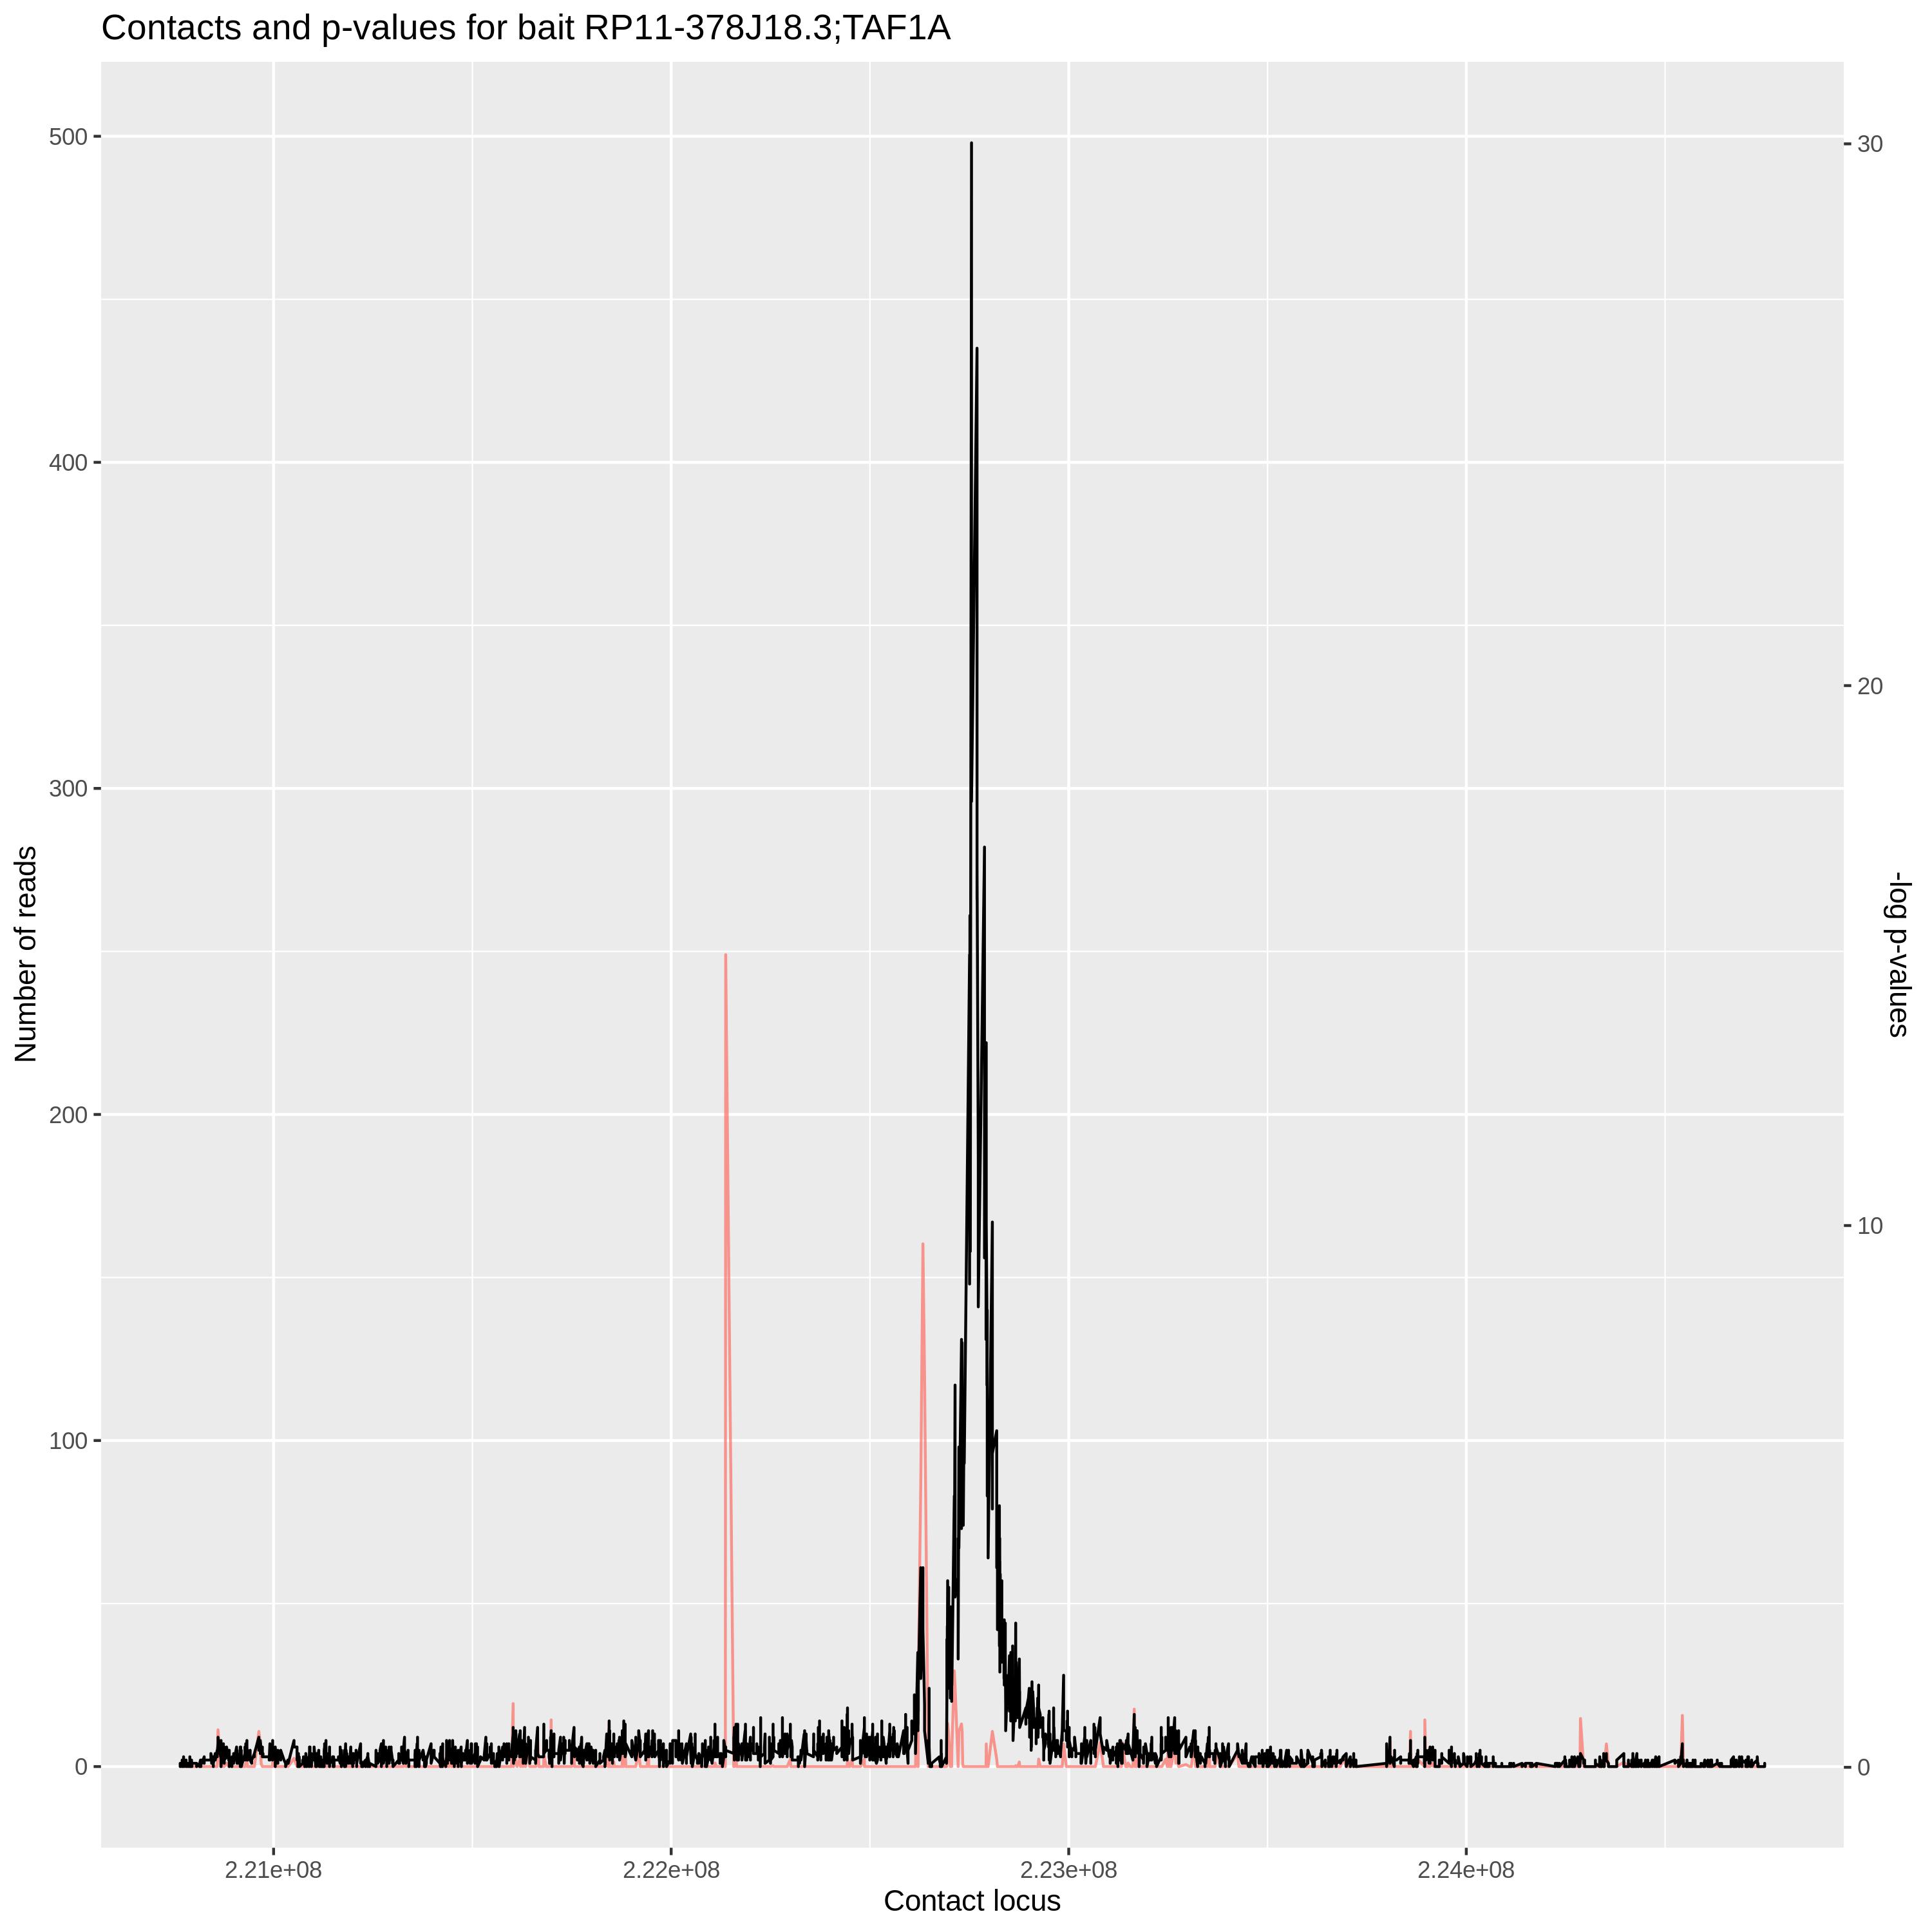 Contacts and p-values for bait RP11-378J18.3;TAF1A
500
400
300
200
100
0
Number of reads
30
20
10
0
-log p-values
2.21e+08
2.22e+08
2.23e+08
2.24e+08
Contact locus